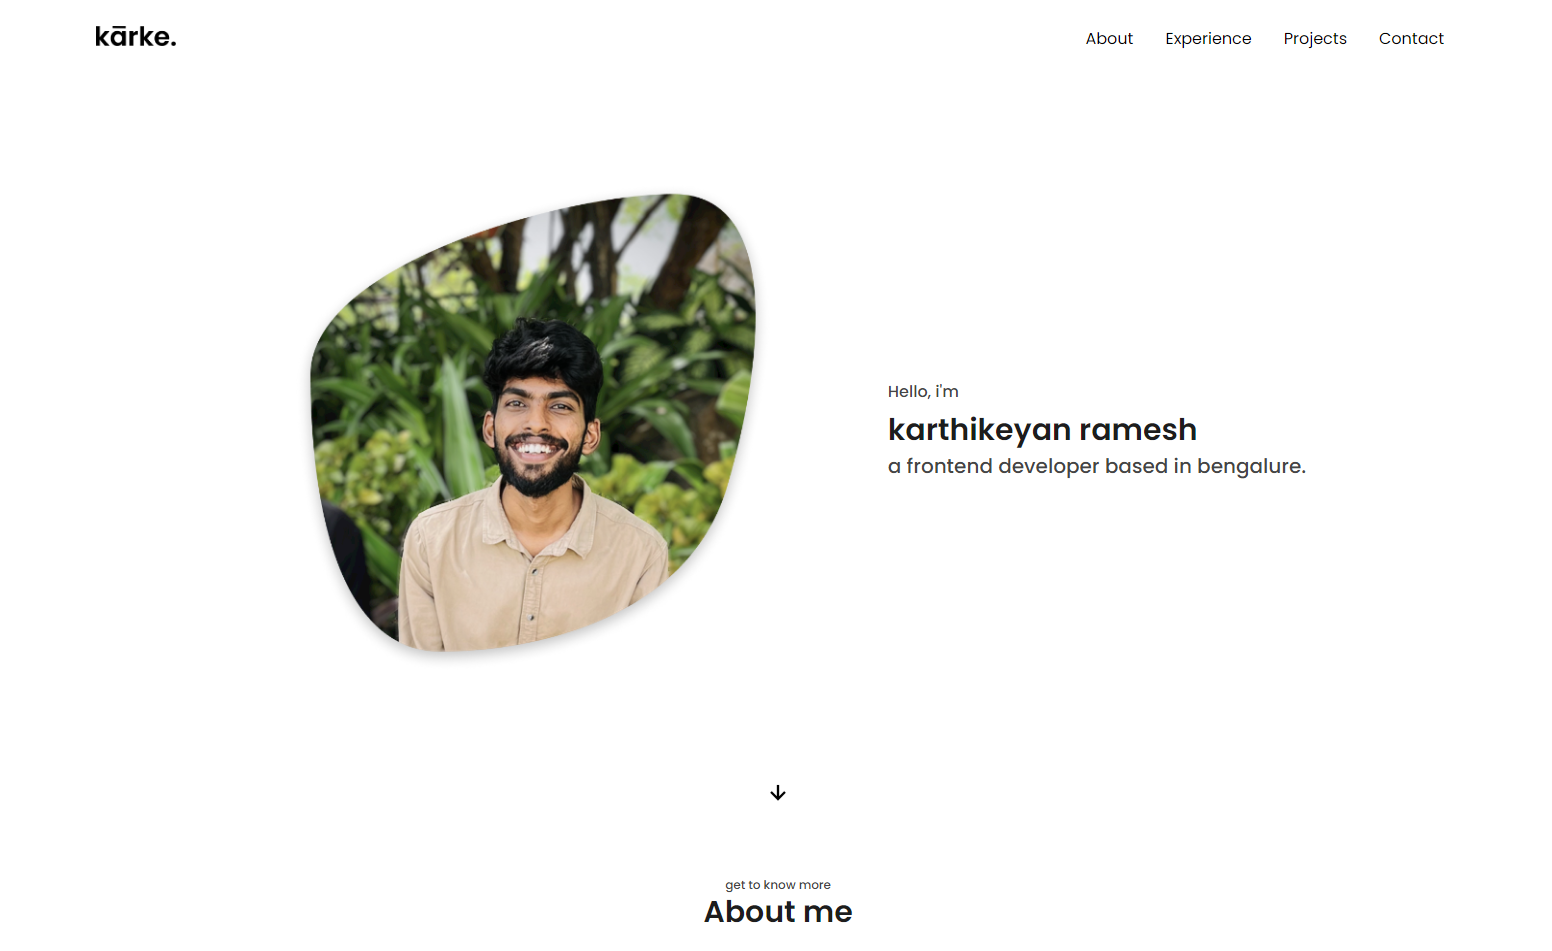 kārke.
About Experience Projects Contact
Hello, i'm
karthikeyan ramesh
a frontend developer based in bengalure.
get to know more
About me